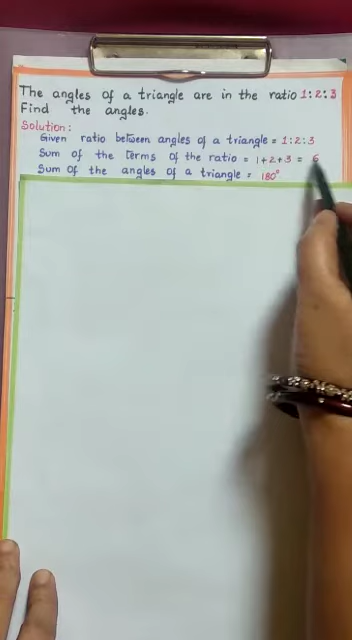 The angles of a triangle are in the ratio 1:2:3
Find the angles.
Solution:
Given ratio between angles of a triangle = 1:2:3
Sum of the terms of the ratio = 1+2+3 = 6
Sum of the angles of a triangle = 180°